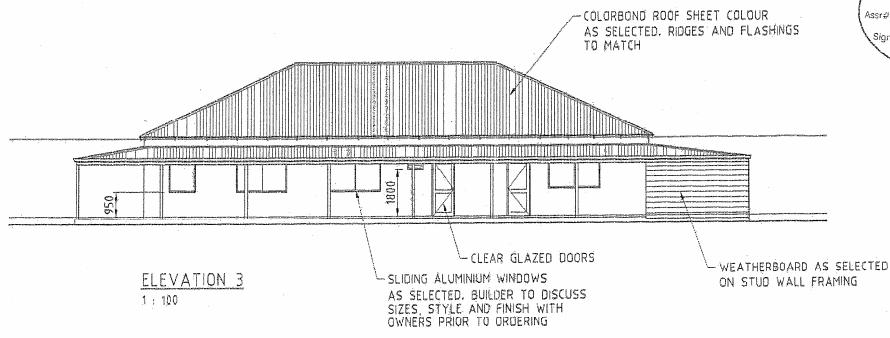 COLORBOND ROOF SHEET COLOUR
AS SELECTED. RIDGES AND FLASHINGS
TO MATCH
Sign
950
1800
CLEAR GLAZED DOORS
SLIDING ALUMINIUM WINDOWS
AS SELECTED. BUILDER TO DISCUSS
SIZES, STYLE AND FINISH WITH
OWNERS PRIOR TO ORDERING
WEATHERBOARD AS SELECTED
ON STUD WALL FRAMING
ELEVATION 3
1 : 100